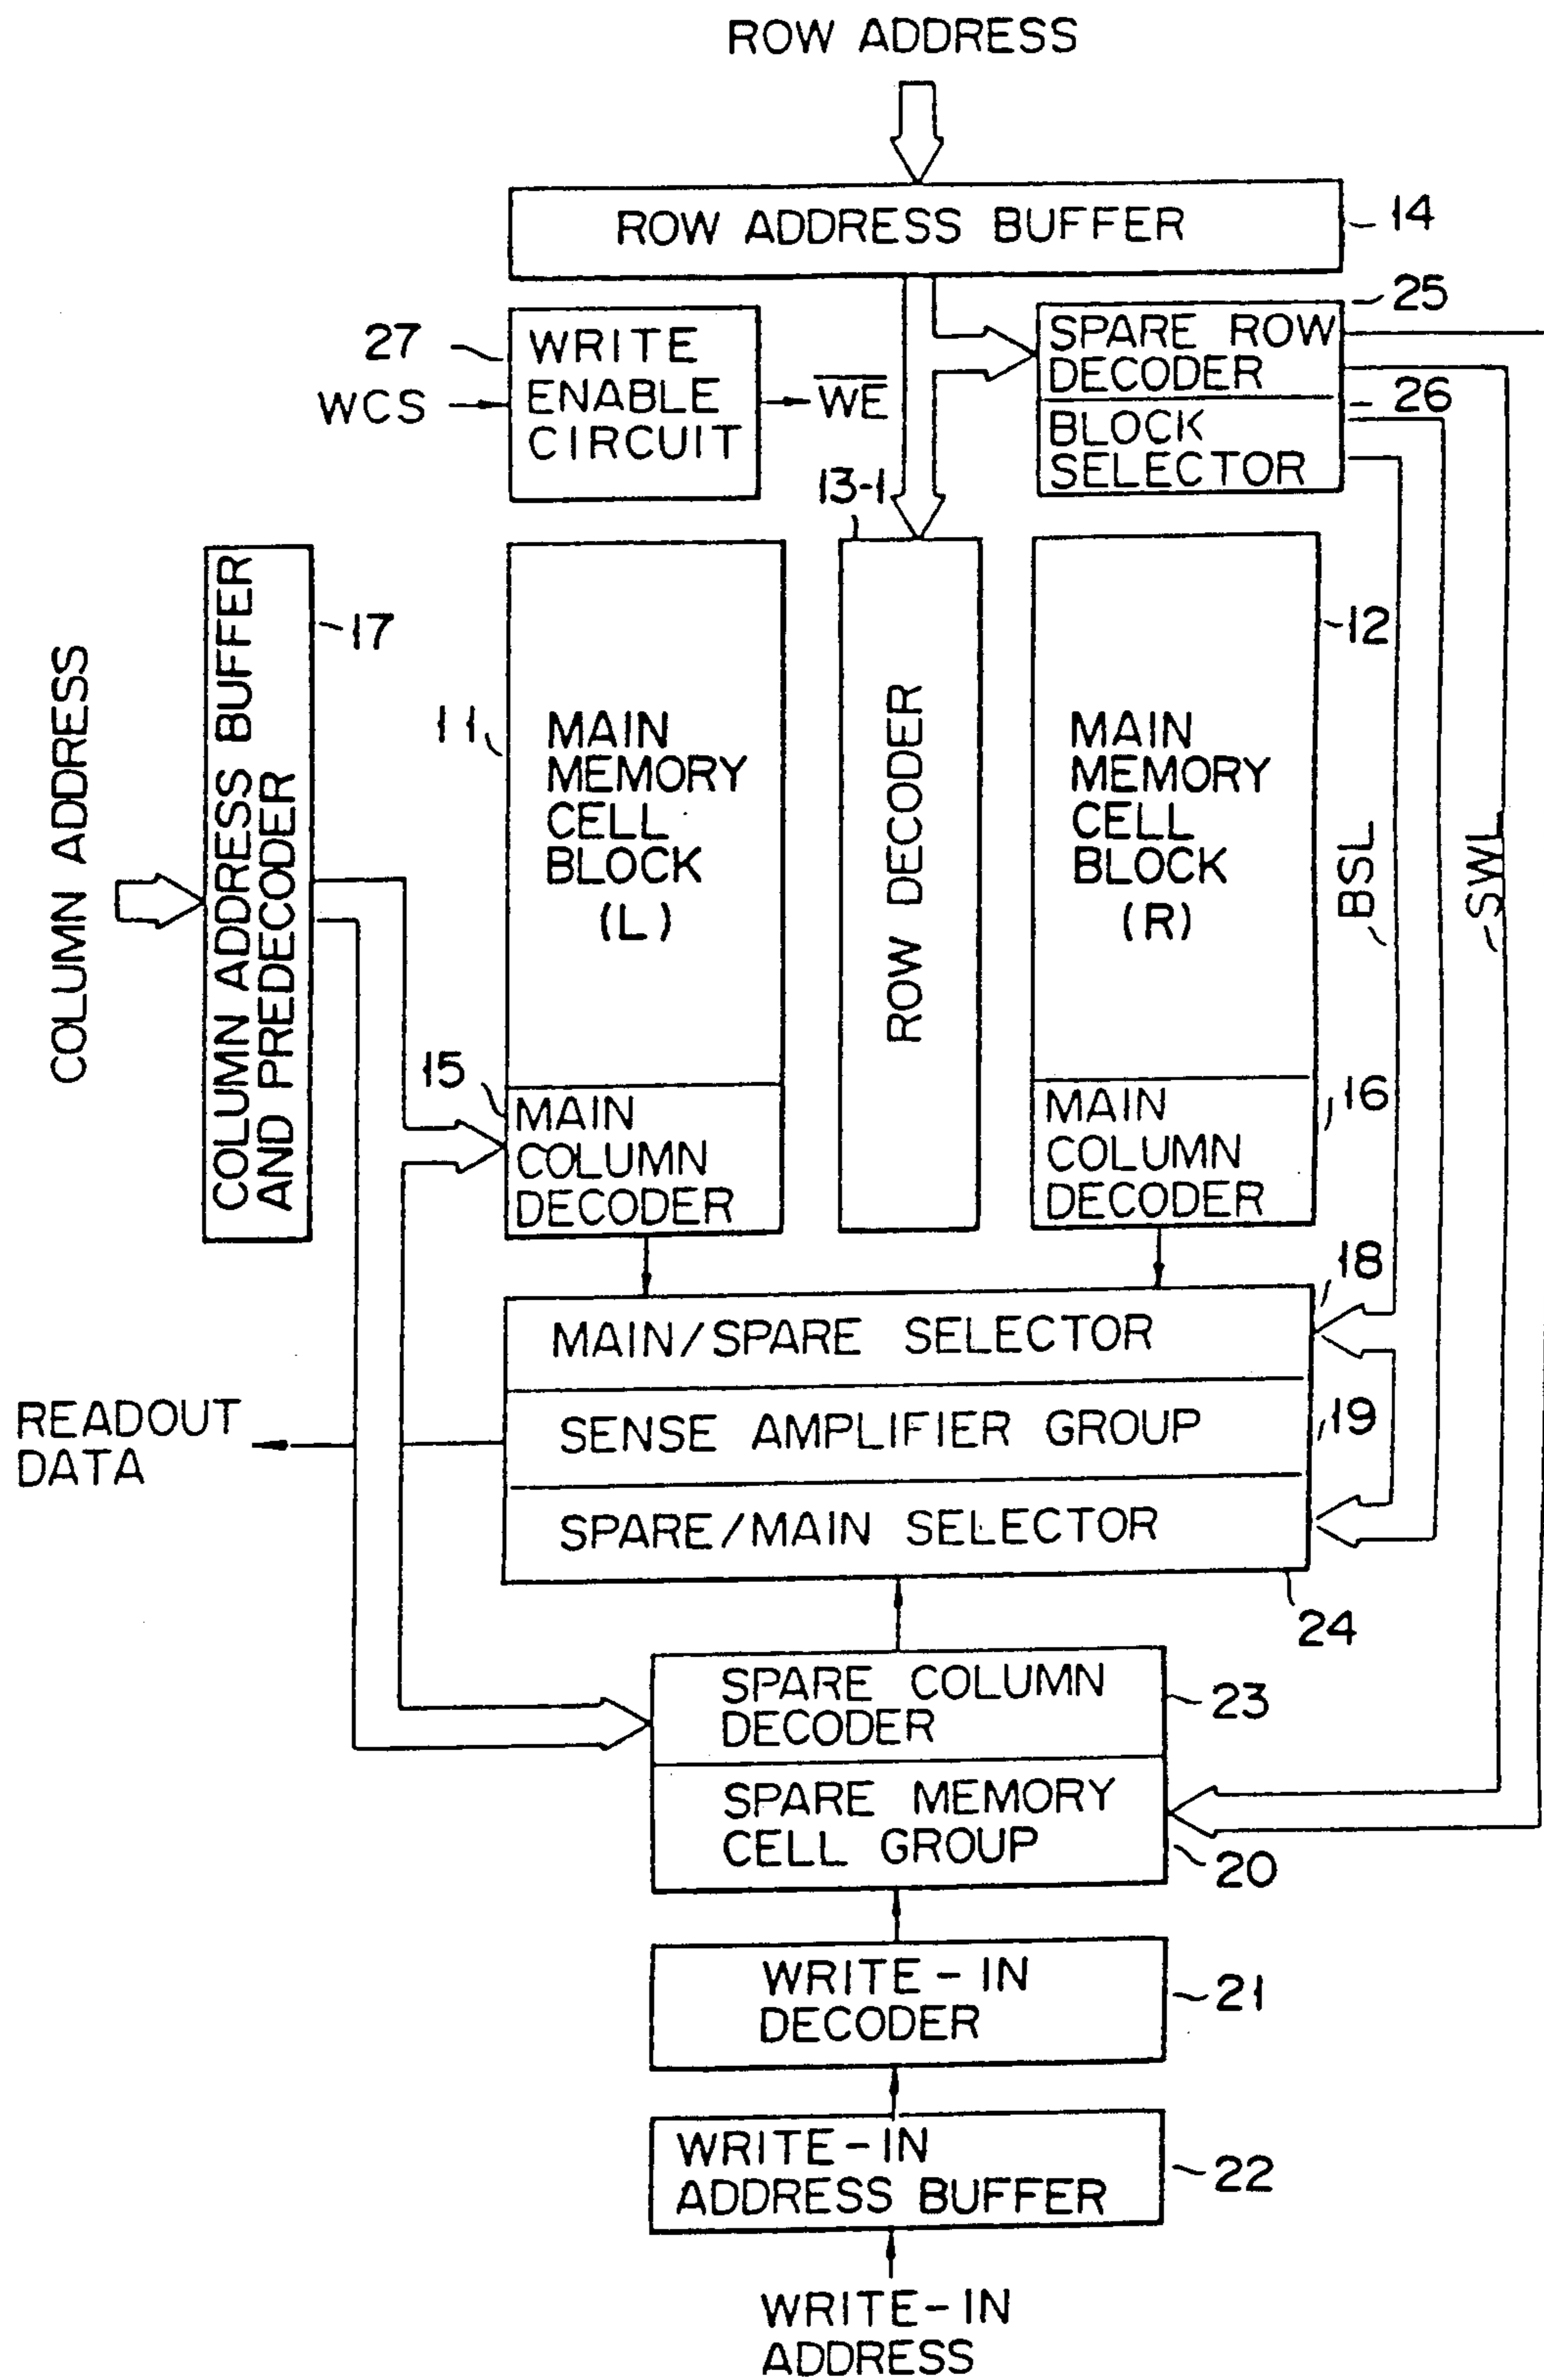 ROW ADDRESS
ROW ADDRESS BUFFER
14
25
27
WRITE
ENABLE
CIRCUIT
WCS
WE
SPARE ROW
DECODER
26
BLOCK
SELECTOR
13-1
COLUMN ADDRESS
COLUMN ADDRESS BUFFER
AND PREDECODER
17
11
MAIN
MEMORY
CELL
BLOCK
(L)
ROW DECODER
MAIN
MEMORY
CELL
BLOCK
(R)
12
BSL
SWL
15
MAIN
COLUMN
DECODER
MAIN
COLUMN
DECODER
16
18
MAIN/SPARE SELECTOR
READOUT
DATA
SENSE AMPLIFIER GROUP
19
SPARE/MAIN SELECTOR
24
SPARE COLUMN
DECODER
23
SPARE MEMORY
CELL GROUP
20
WRITE-IN
DECODER
21
WRITE-IN
ADDRESS BUFFER
22
WRITE-IN
ADDRESS